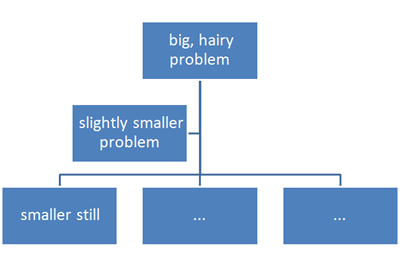 big, hairy
problem
slightly smaller
problem
smaller still
...
...